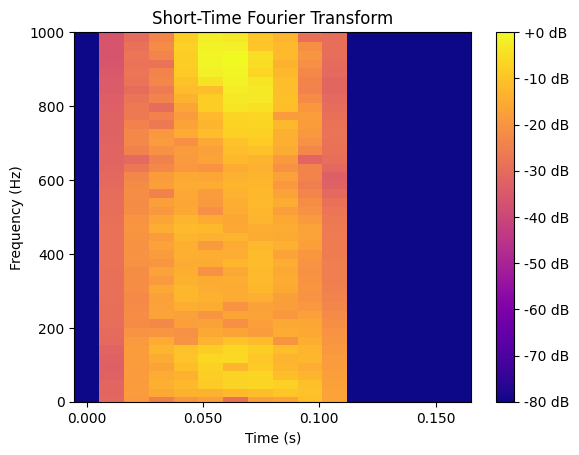 Short-Time Fourier Transform
1000
800
600
400
200
0
Frequency (Hz)
0.000
0.050
0.100
0.150
Time (s)
+0 dB
-10 dB
-20 dB
-30 dB
-40 dB
-50 dB
-60 dB
-70 dB
-80 dB